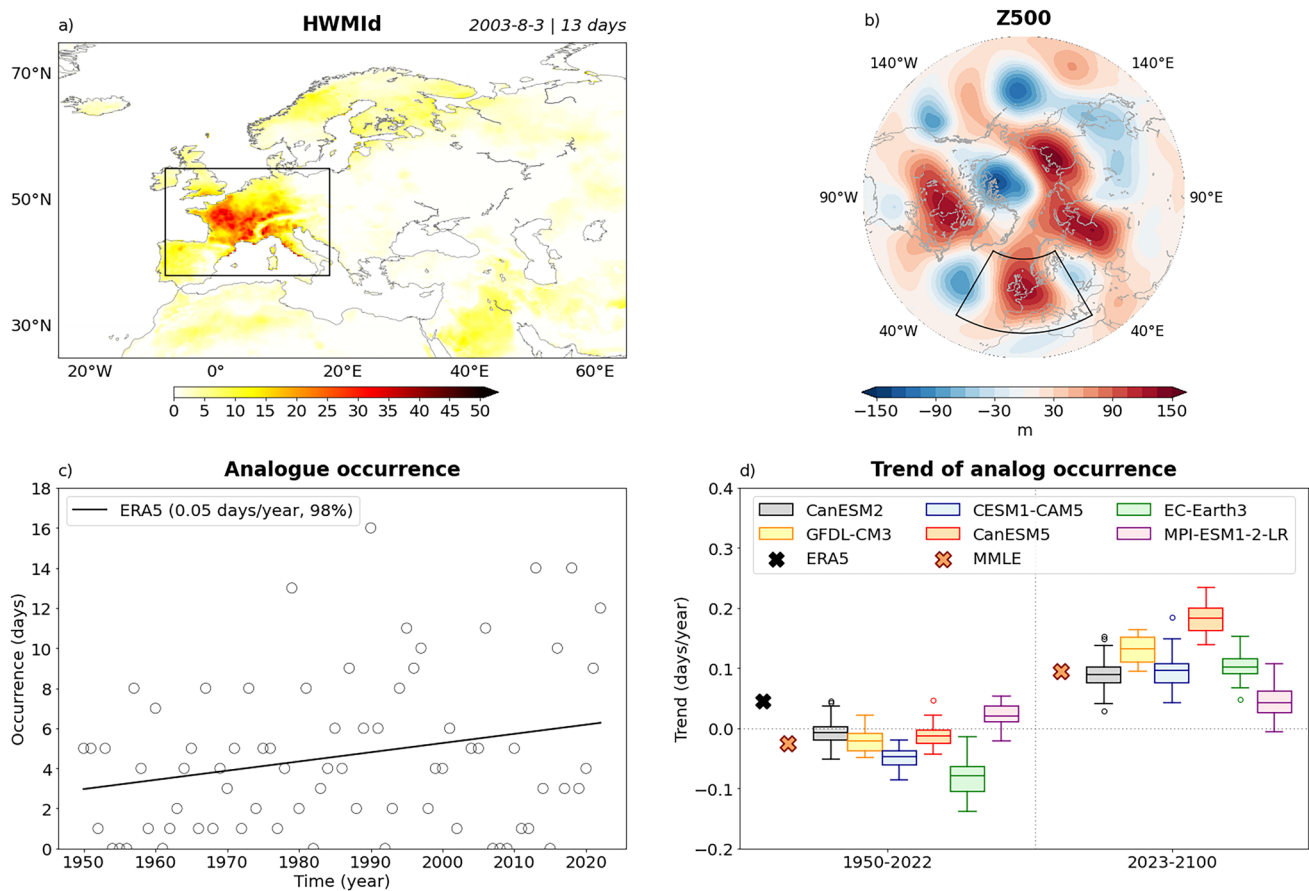 a) HWMId 2003-8-3 | 13 days
70°N
50°N
30°N
20°W 0° 20°E 40°E 60°E
0 5 10 15 20 25 30 35 40 45 50
b) Z500
140°W 140°E
90°W 90°E
40°W 40°E
−150 −90 −30 30 90 150
m
c) Analogue occurrence
ERA5 (0.05 days/year, 98%)
Occurrence (days)
18
16
14
12
10
8
6
4
2
0
1950 1960 1970 1980 1990 2000 2010 2020
Time (year)
d) Trend of analog occurrence
CanESM2 CESM1-CAM5 EC-Earth3
GFDL-CM3 CanESM5 MPI-ESM1-2-LR
ERA5 MMLE
Trend (days/year)
0.4
0.3
0.2
0.1
0.0
−0.1
−0.2
1950-2022 2023-2100